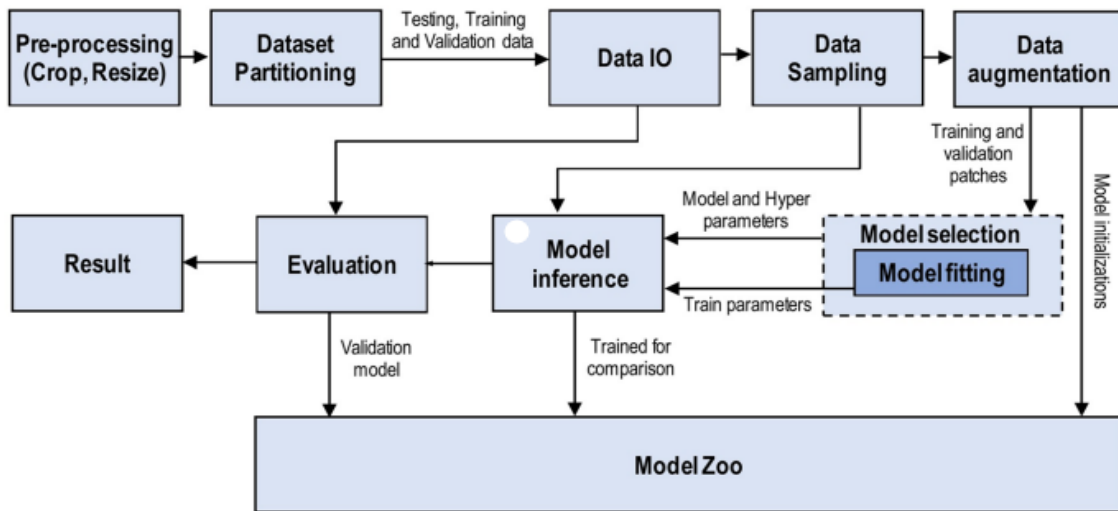 Pre-processing
(Crop, Resize)
Dataset
Partitioning
Testing, Training
and Validation data
Data IO
Data
Sampling
Data
augmentation
Training and
validation
patches
Model initializations
Model and Hyper
parameters
Model selection
Model fitting
Train parameters
Model
inference
Evaluation
Result
Validation
model
Trained for
comparison
Model Zoo